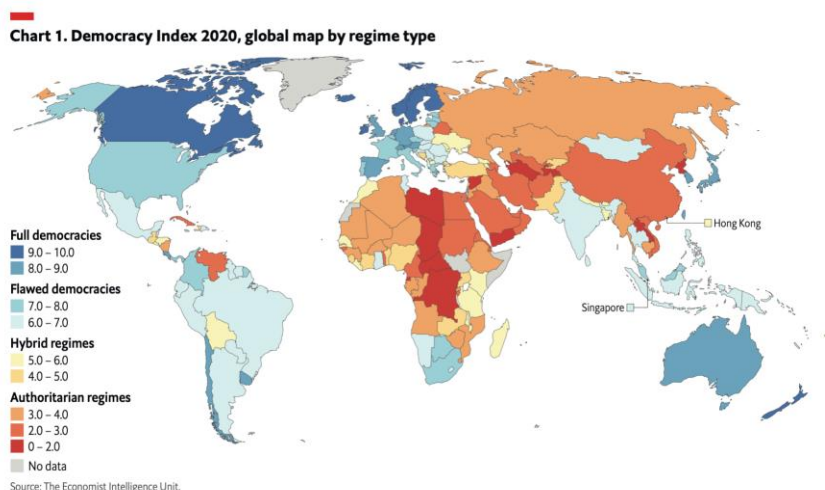 Chart 1. Democracy Index 2020, global map by regime type
Hong Kong
Singapore
Full democracies
9.0 – 10.0
8.0 – 9.0
Flawed democracies
7.0 – 8.0
6.0 – 7.0
Hybrid regimes
5.0 – 6.0
4.0 – 5.0
Authoritarian regimes
3.0 – 4.0
2.0 – 3.0
0 – 2.0
No data
Source: The Economist Intelligence Unit.